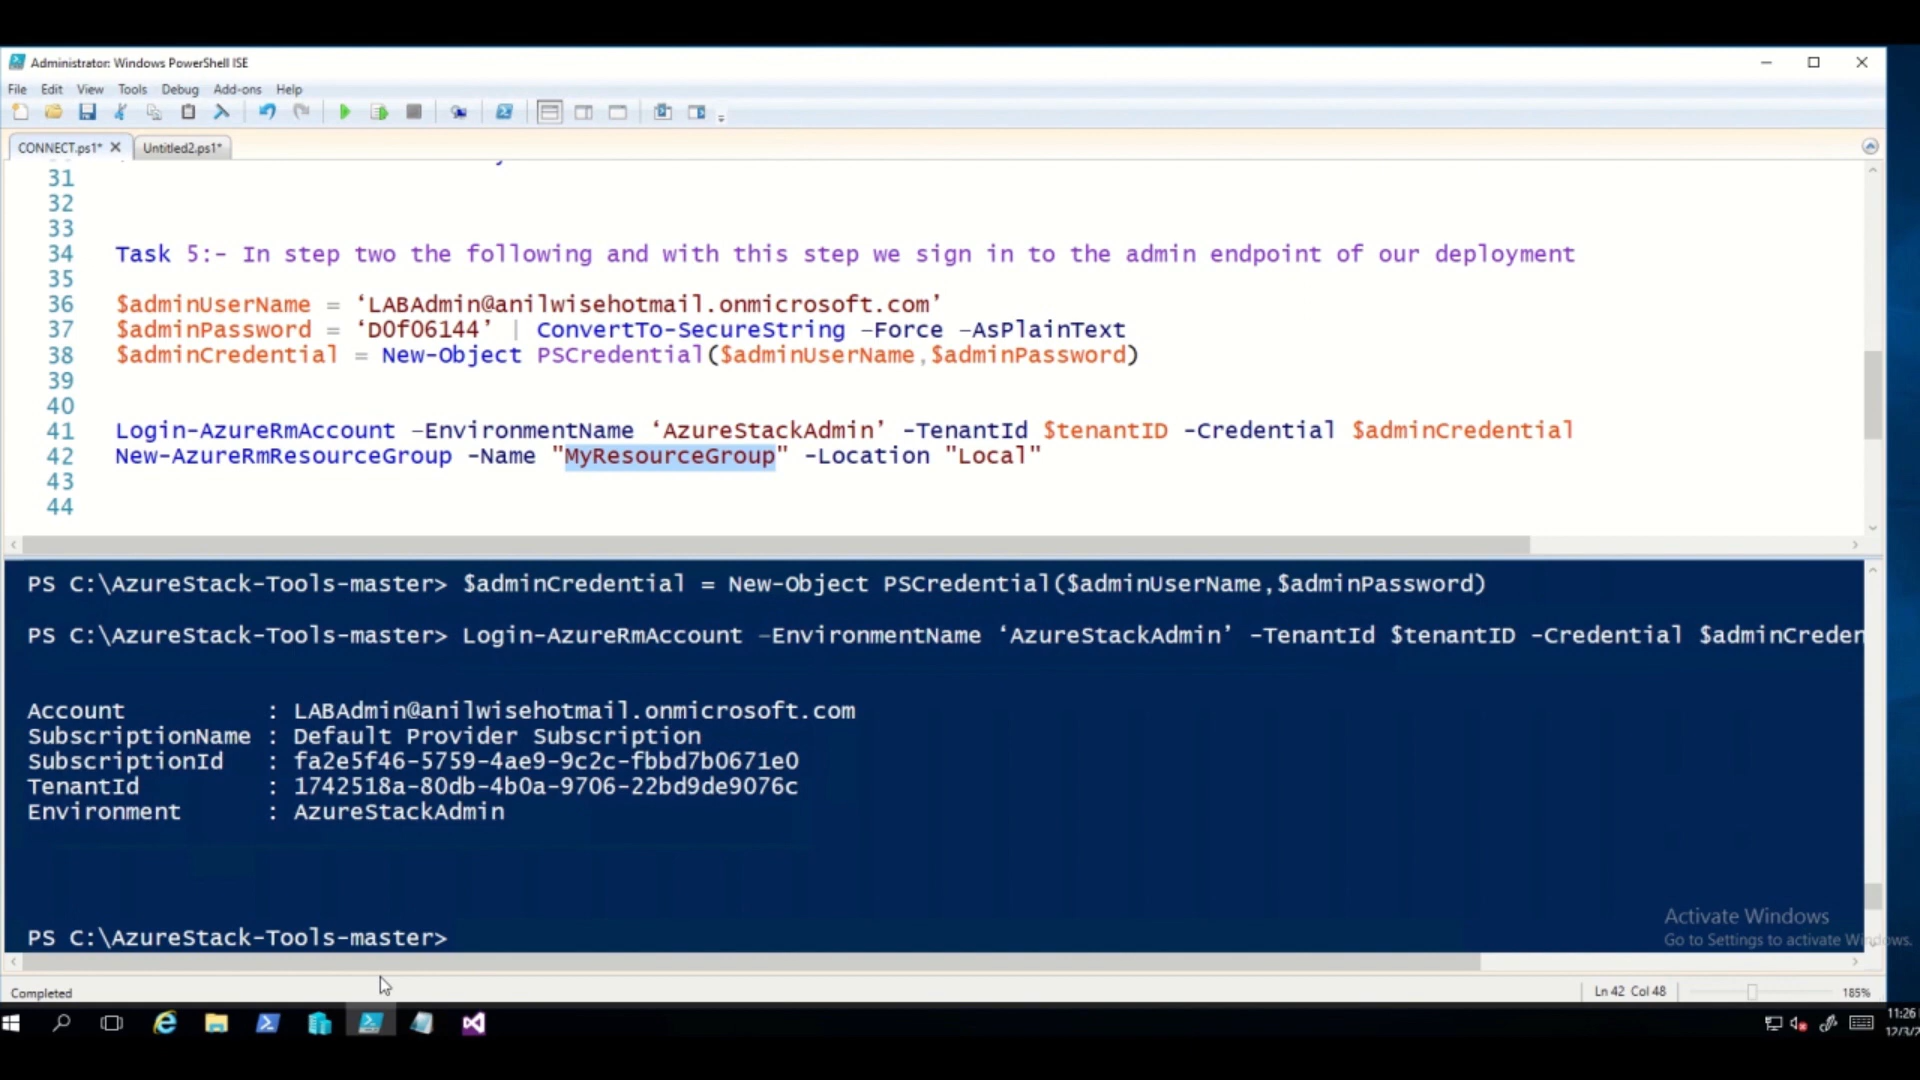 Administrator: Windows PowerShell ISE
File Edit View Tools Debug Add-ons Help
CONNECT.ps1* Untitled2.ps1*
31
32
33
34 Task 5:- In step two the following and with this step we sign in to the admin endpoint of our deployment
35
36 $adminUserName = ‘LABAdmin@anilwisehotmail.onmicrosoft.com’
37 $adminPassword = ‘D0f06144’ | ConvertTo-SecureString –Force –AsPlainText
38 $adminCredential = New-Object PSCredential($adminUserName,$adminPassword)
39
40
41 Login-AzureRmAccount –EnvironmentName ‘AzureStackAdmin’ -TenantId $tenantID -Credential $adminCredential
42 New-AzureRmResourceGroup -Name "MyResourceGroup" -Location "Local"
43
44
PS C:\AzureStack-Tools-master> $adminCredential = New-Object PSCredential($adminUserName,$adminPassword)
PS C:\AzureStack-Tools-master> Login-AzureRmAccount –EnvironmentName ‘AzureStackAdmin’ -TenantId $tenantID -Credential $adminCreden
Account : LABAdmin@anilwisehotmail.onmicrosoft.com
SubscriptionName : Default Provider Subscription
SubscriptionId : fa2e5f46-5759-4ae9-9c2c-fbbd7b0671e0
TenantId : 1742518a-80db-4b0a-9706-22bd9de9076c
Environment : AzureStackAdmin
PS C:\AzureStack-Tools-master>
Activate Windows
Go to Settings to activate Windows.
Completed
Ln 42 Col 48
185%
11:26
12/3/2